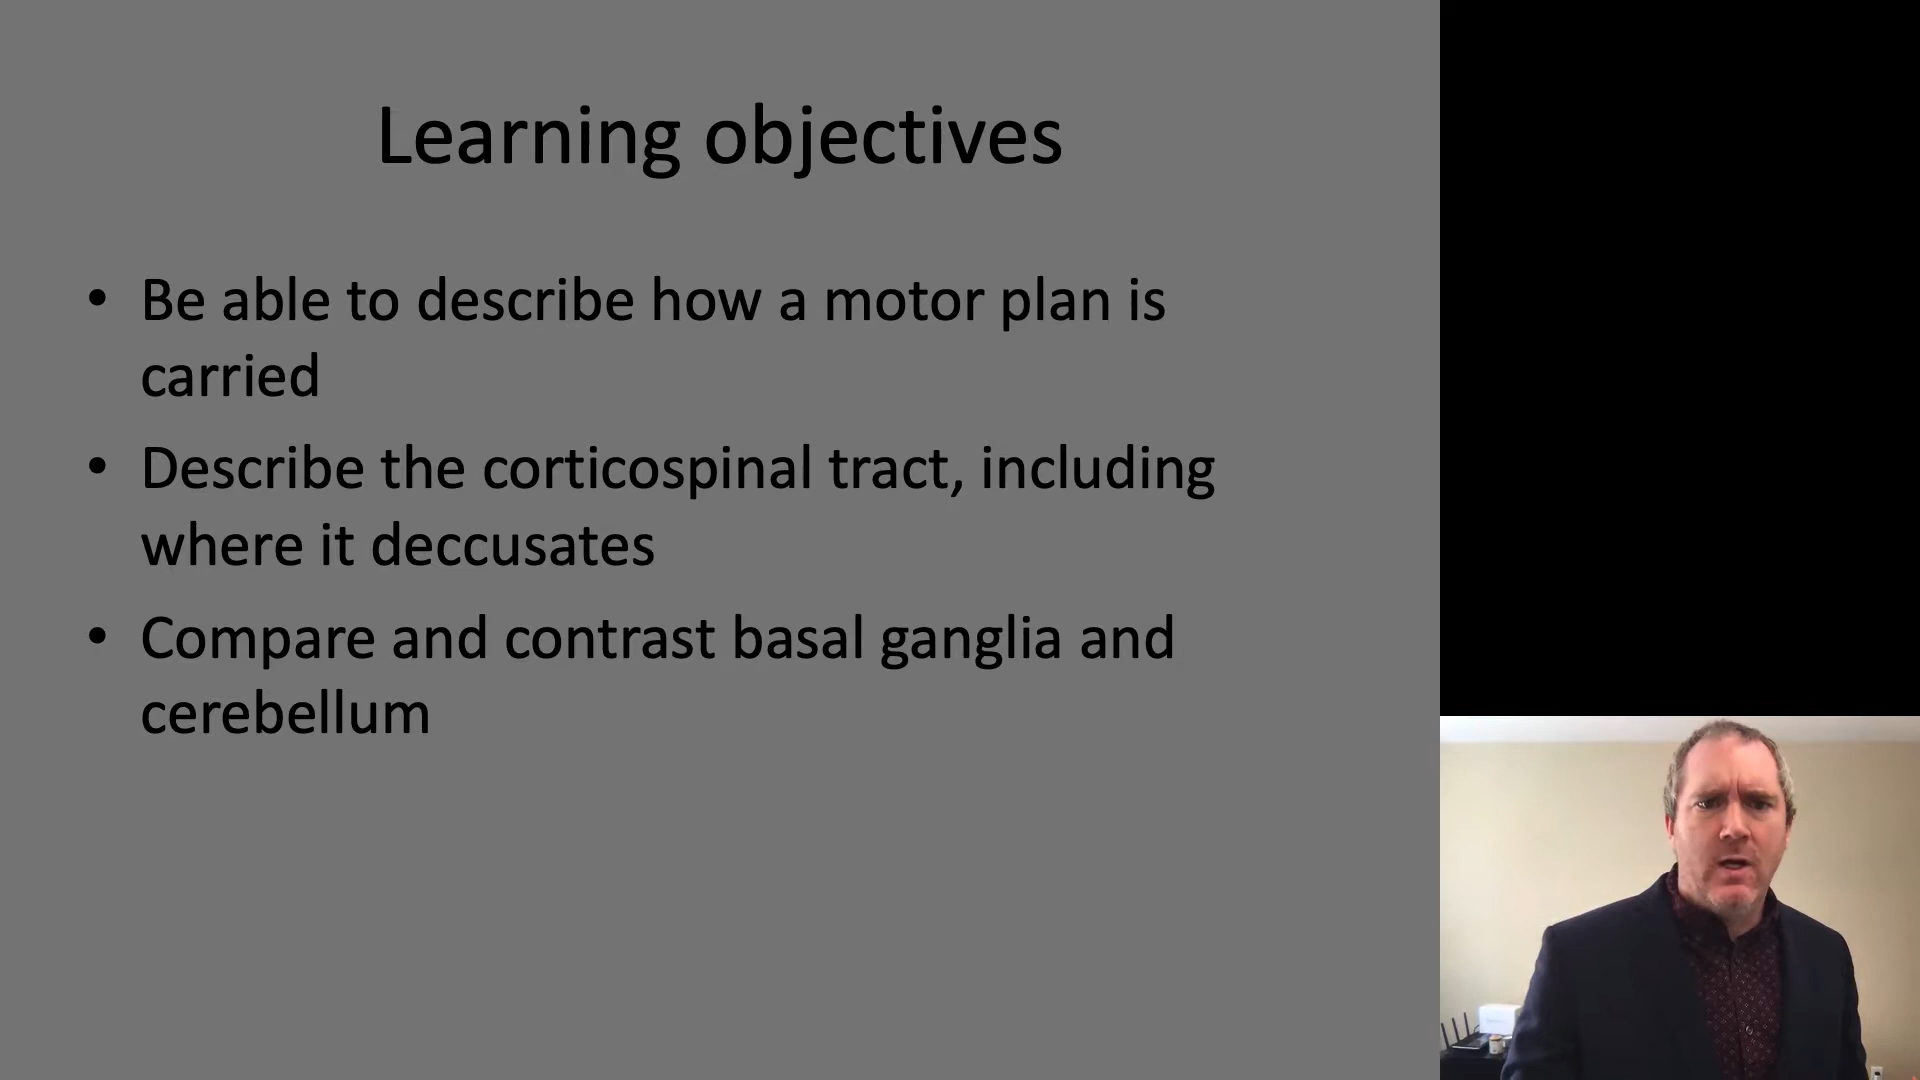 Learning objectives
• Be able to describe how a motor plan is
carried
• Describe the corticospinal tract, including
where it deccusates
• Compare and contrast basal ganglia and
cerebellum